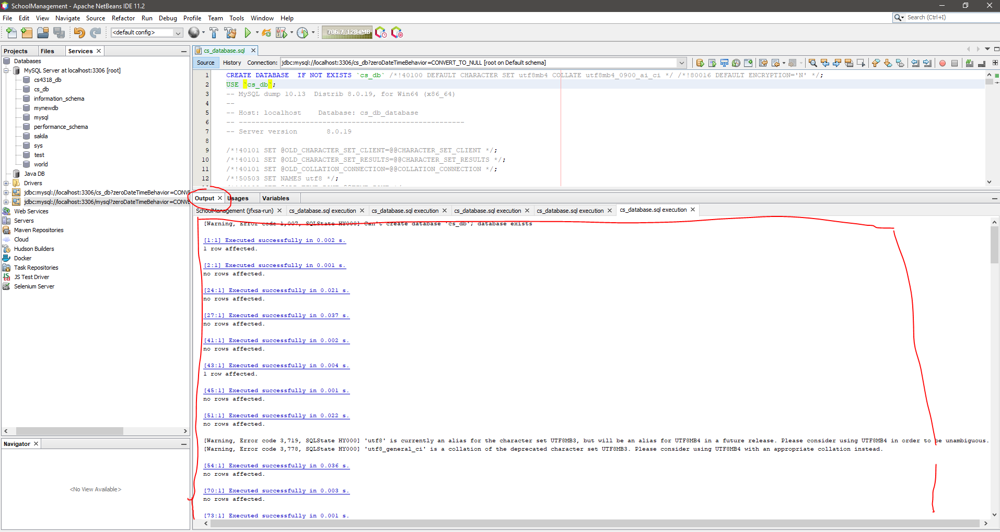 SchoolManagement - Apache NetBeans IDE 11.2
File Edit View Navigate Source Refactor Run Debug Profile Team Tools Window Help
Search (Ctrl+I)
<default config>
706.7/1284MB
Projects Files Services
Databases
MySQL Server at localhost:3306 [root]
cs4318_db
cs_db
information_schema
mynewdb
mysql
performance_schema
sakila
sys
test
world
Java DB
Drivers
jdbc:mysql://localhost:3306/cs_db?zeroDateTimeBehavior=CONVE
jdbc:mysql://localhost:3306/mysql?zeroDateTimeBehavior=CONVE
Web Services
Servers
Maven Repositories
Cloud
Hudson Builders
Docker
Task Repositories
JS Test Driver
Selenium Server
Navigator
<No View Available>
cs_database.sql
Source History Connection: jdbc:mysql://localhost:3306/cs_db?zeroDateTimeBehavior=CONVERT_TO_NULL [root on Default schema]
1 CREATE DATABASE  IF NOT EXISTS `cs_db` /*!40100 DEFAULT CHARACTER SET utf8mb4 COLLATE utf8mb4_0900_ai_ci */ /*!80016 DEFAULT ENCRYPTION='N' */;
2 USE `cs_db`;
3 -- MySQL dump 10.13  Distrib 8.0.19, for Win64 (x86_64)
4 --
5 -- Host: localhost    Database: cs_db_database
6 -- ------------------------------------------------------
7 -- Server version       8.0.19
8
9 /*!40101 SET @OLD_CHARACTER_SET_CLIENT=@@CHARACTER_SET_CLIENT */;
10 /*!40101 SET @OLD_CHARACTER_SET_RESULTS=@@CHARACTER_SET_RESULTS */;
11 /*!40101 SET @OLD_COLLATION_CONNECTION=@@COLLATION_CONNECTION */;
12 /*!50503 SET NAMES utf8 */;
Output Usages Variables
SchoolManagement (jfxsa-run) cs_database.sql execution cs_database.sql execution cs_database.sql execution cs_database.sql execution cs_database.sql execution
[Warning, Error code 1,007, SQLState HY000] Can't create database 'cs_db'; database exists
[1:1] Executed successfully in 0.002 s.
1 row affected.
[2:1] Executed successfully in 0.001 s.
no rows affected.
[24:1] Executed successfully in 0.021 s.
no rows affected.
[27:1] Executed successfully in 0.037 s.
no rows affected.
[41:1] Executed successfully in 0.002 s.
no rows affected.
[43:1] Executed successfully in 0.004 s.
1 row affected.
[45:1] Executed successfully in 0.001 s.
no rows affected.
[51:1] Executed successfully in 0.022 s.
no rows affected.
[Warning, Error code 3,719, SQLState HY000] 'utf8' is currently an alias for the character set UTF8MB3, but will be an alias for UTF8MB4 in a future release. Please consider using UTF8MB4 in order to be unambiguous.
[Warning, Error code 3,778, SQLState HY000] 'utf8_general_ci' is a collation of the deprecated character set UTF8MB3. Please consider using UTF8MB4 with an appropriate collation instead.
[54:1] Executed successfully in 0.036 s.
no rows affected.
[70:1] Executed successfully in 0.003 s.
no rows affected.
[73:1] Executed successfully in 0.001 s.